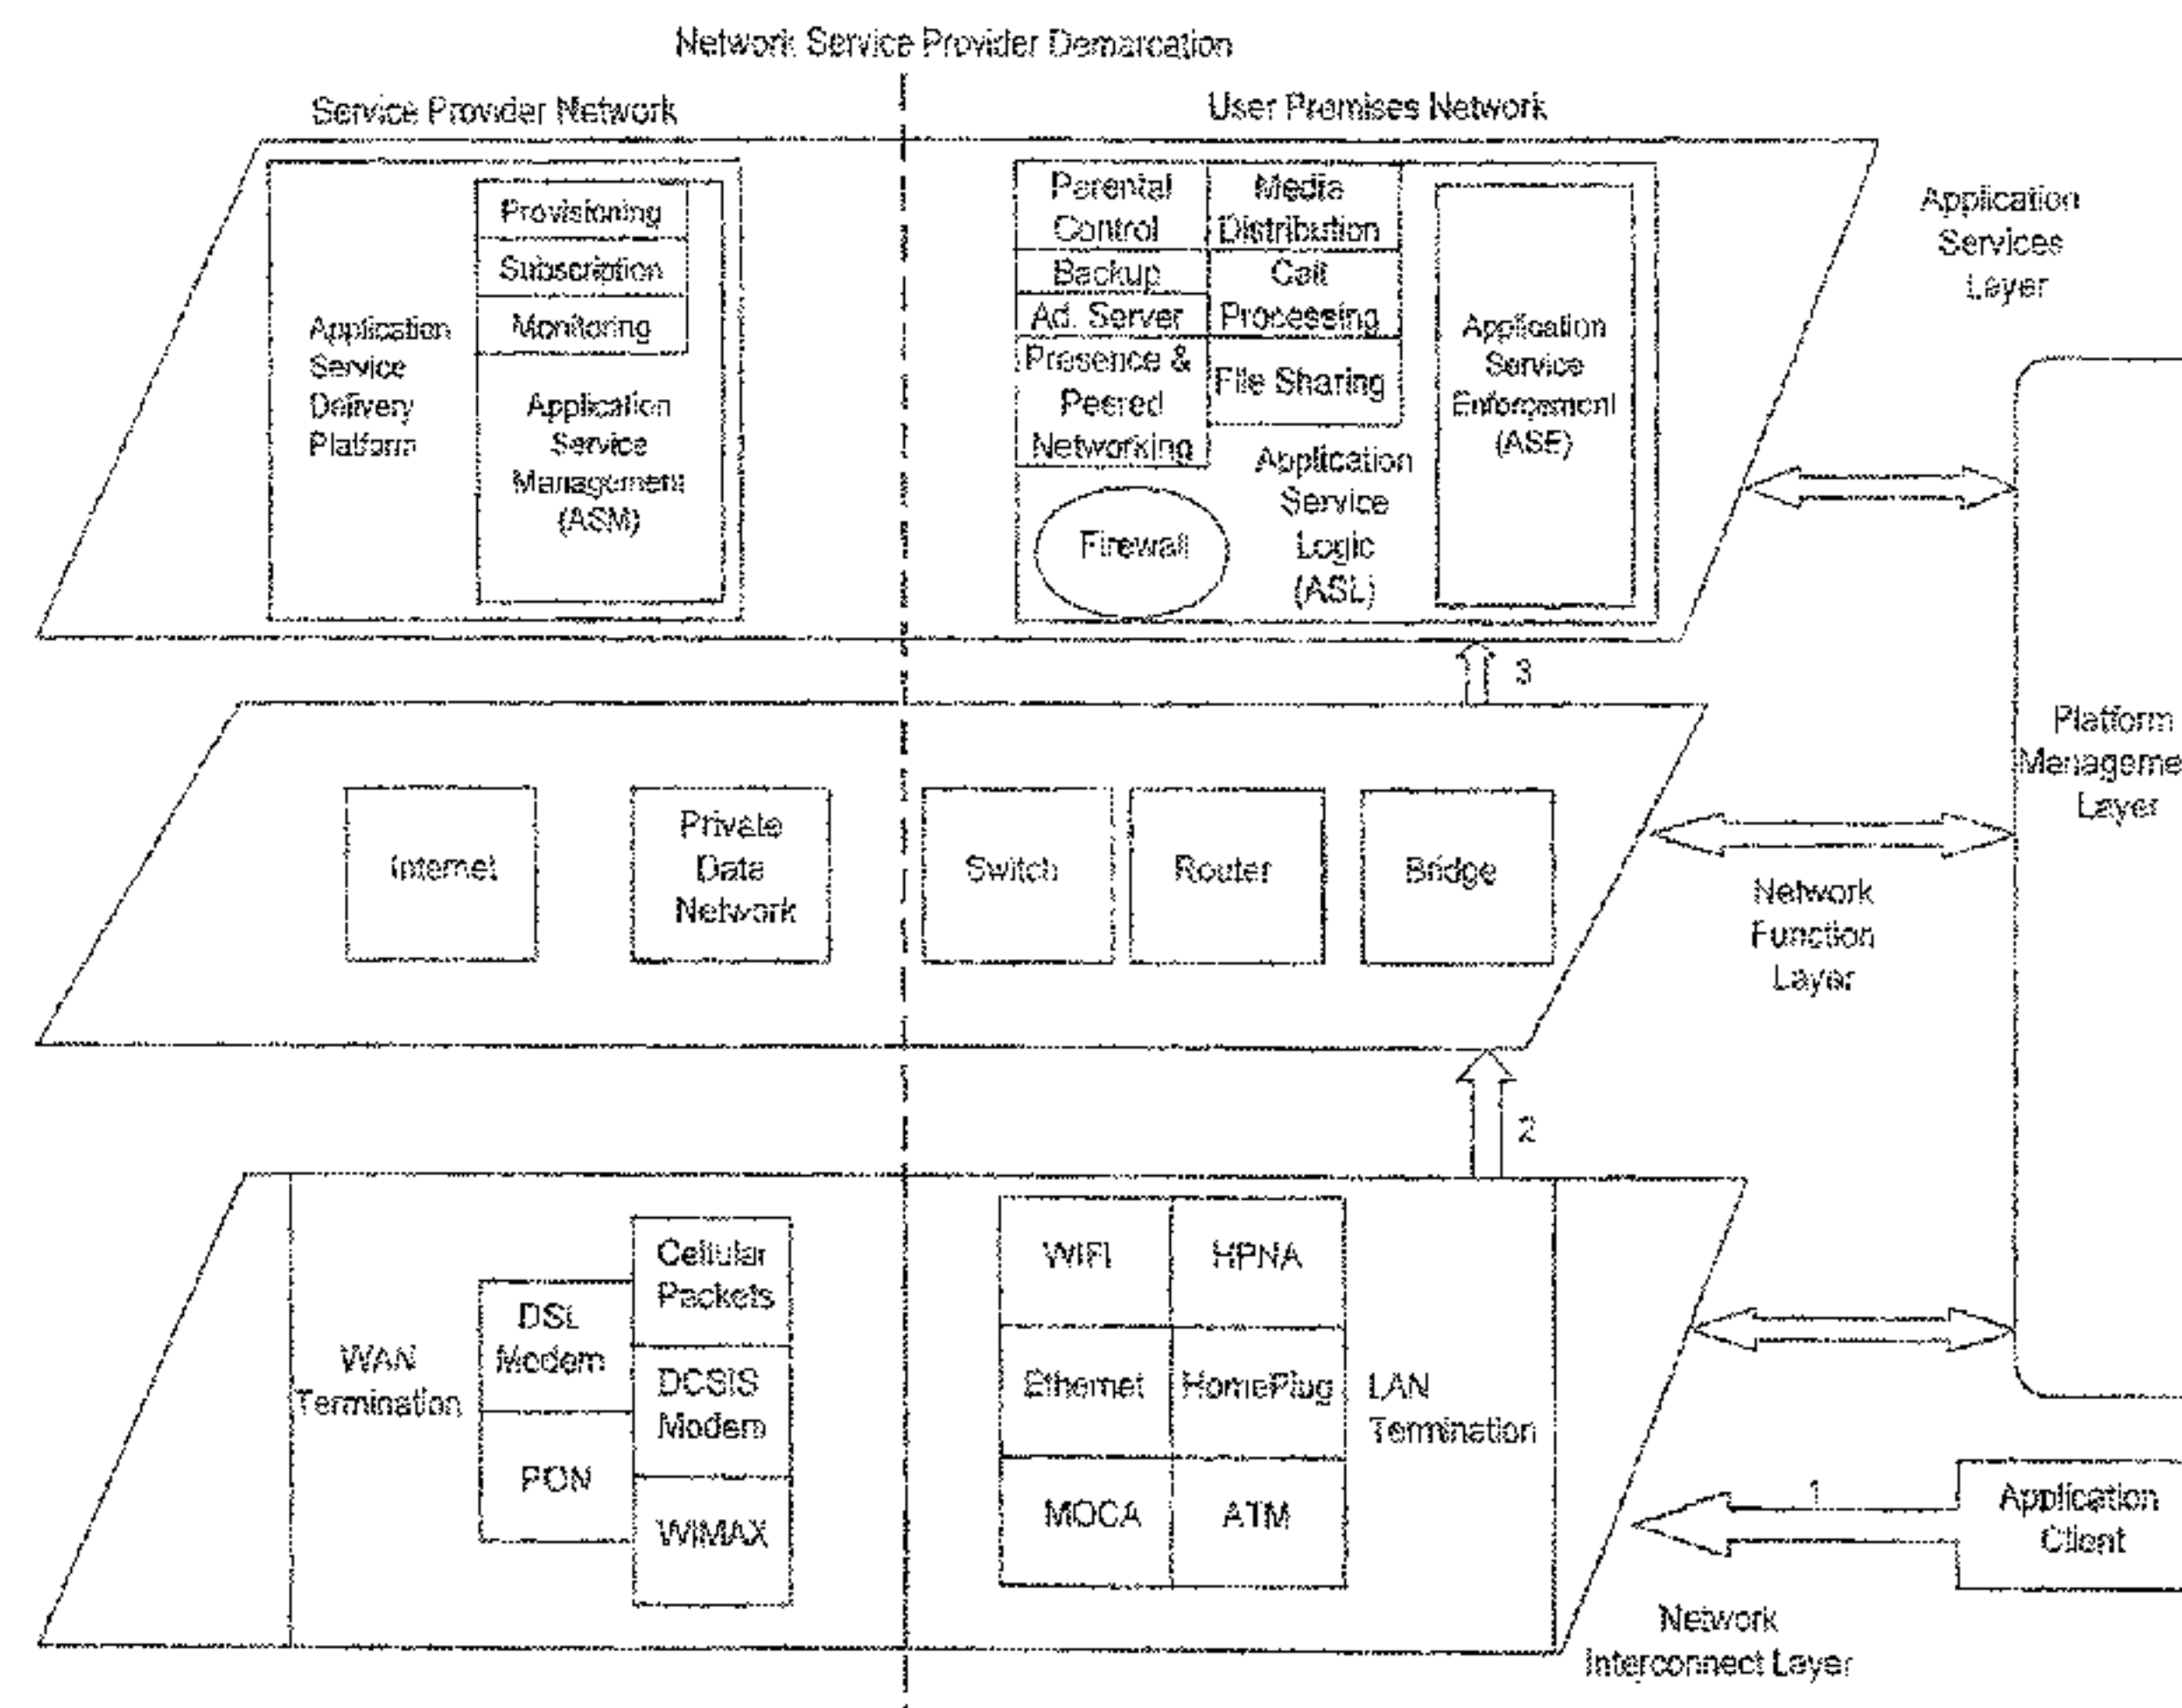 Network Service Provider Demarcation
Service Provider Network
User Premises Network
Provisioning
Subscription
Monitoring
Application
Service
Delivery
Platform
Application
Service
Management
(ASM)
Parental
Control
Media
Distribution
Backup
Call
Processing
Ad. Server
Presence &
Peered
Networking
File Sharing
Firewall
Application
Service
Logic
(ASL)
Application
Service
Enforcement
(ASE)
Application
Services
Layer
3
Internet
Private
Data
Network
Switch
Router
Bridge
Network
Function
Layer
Platform
Manageme
Layer
2
WAN
Termination
DSL
Modem
PON
Cellular
Packets
DCSIS
Modem
WIMAX
WIFI
HPNA
Ethernet
HomePlug
MOCA
ATM
LAN
Termination
1
Application
Client
Network
Interconnect Layer